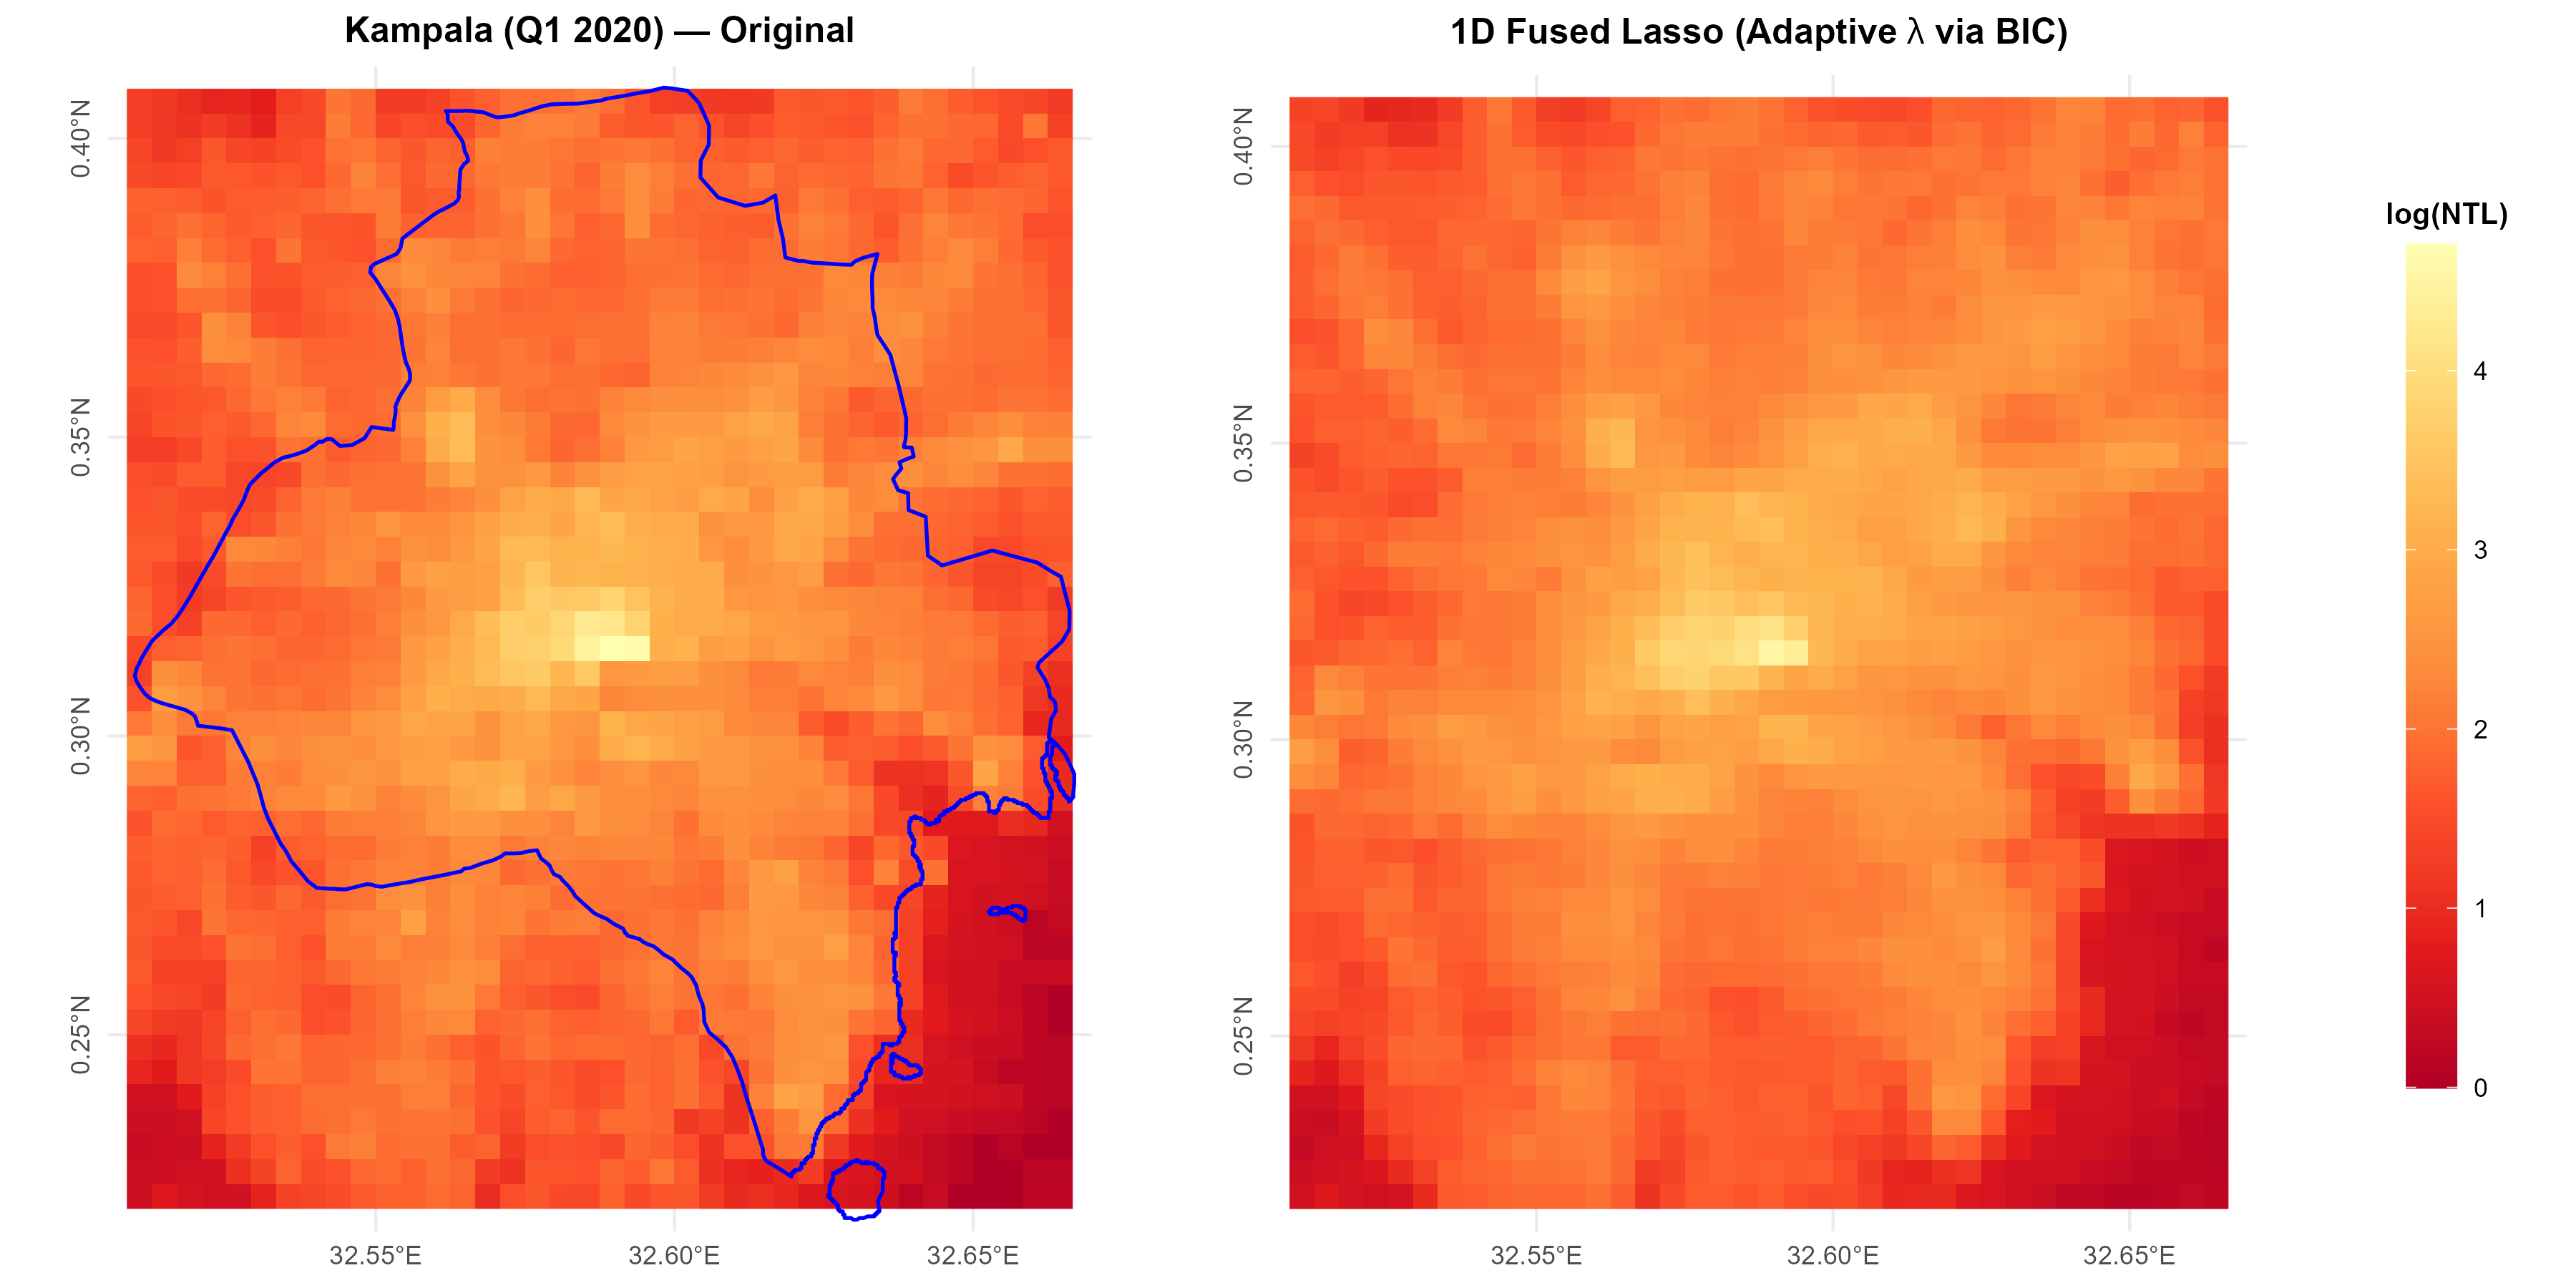 Kampala (Q1 2020) — Original
0.40°N
0.35°N
0.30°N
0.25°N
32.55°E
32.60°E
32.65°E
1D Fused Lasso (Adaptive λ via BIC)
0.40°N
0.35°N
0.30°N
0.25°N
32.55°E
32.60°E
32.65°E
log(NTL)
4
3
2
1
0